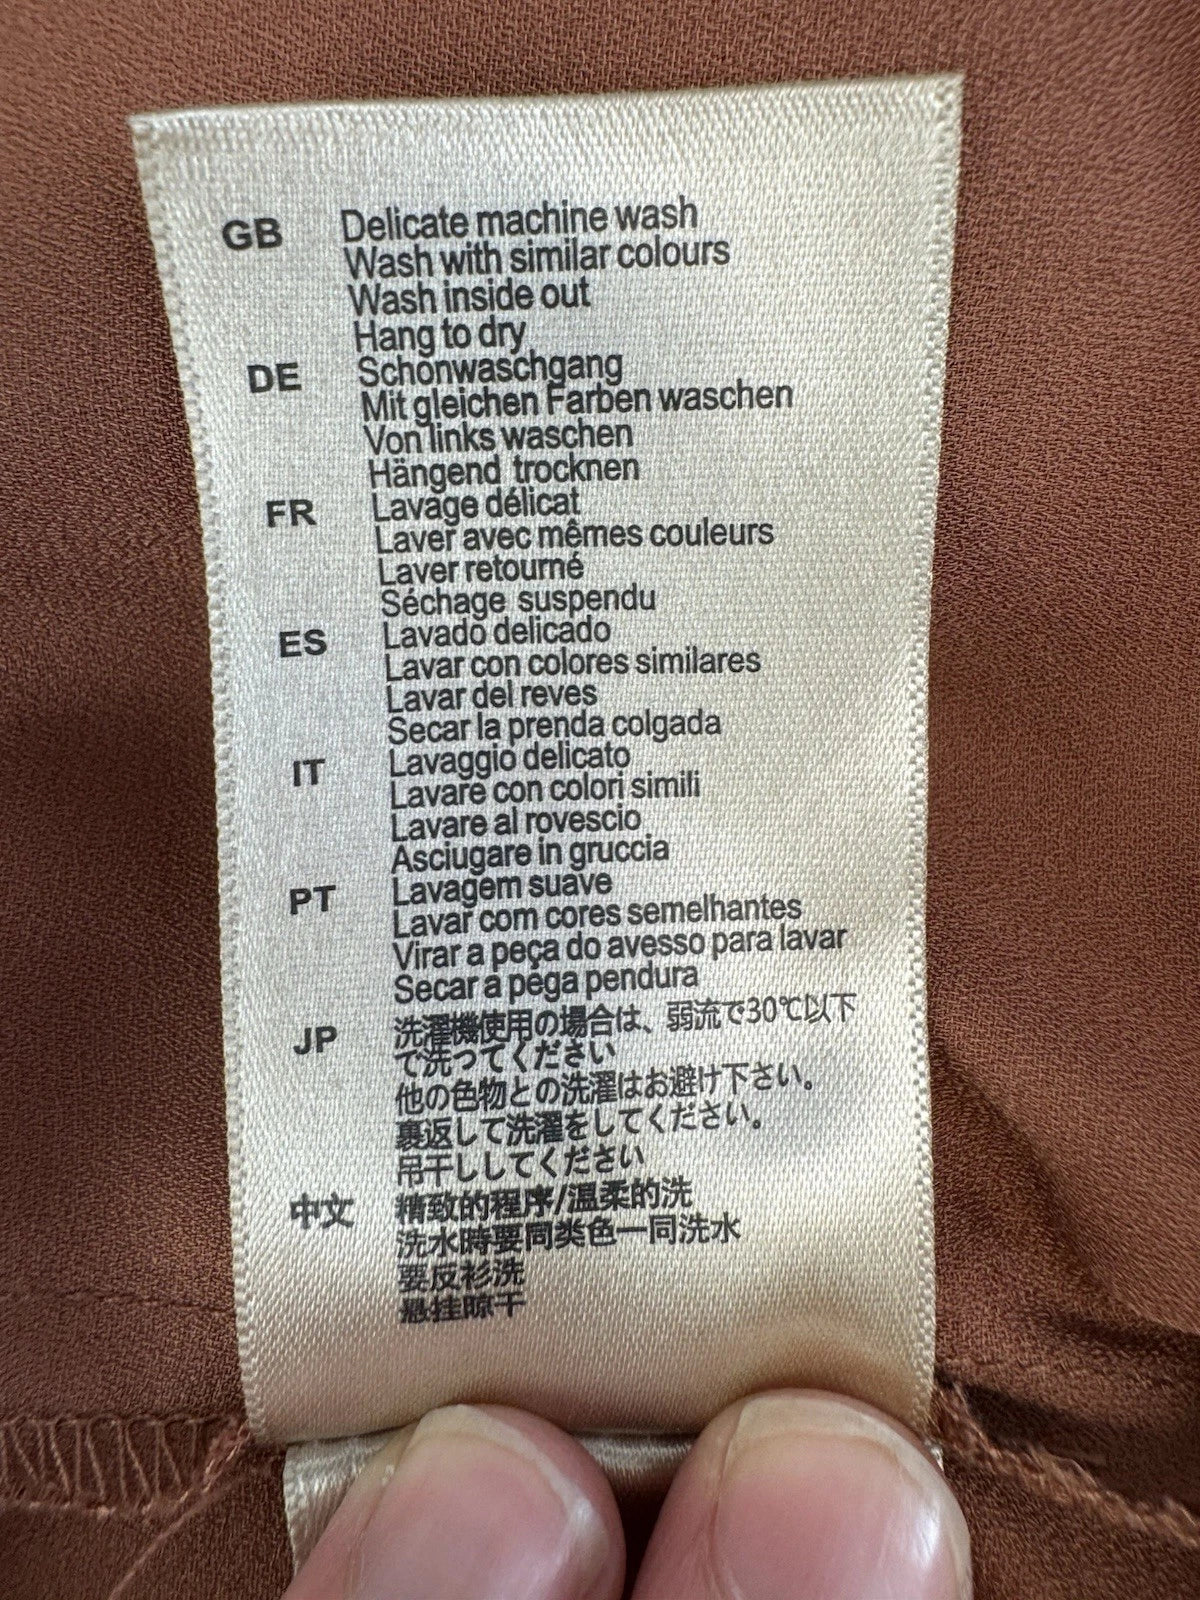 GB Delicate machine wash
Wash with similar colours
Wash inside out
Hang to dry
DE Schonwaschgang
Mit gleichen Farben waschen
Von links waschen
Hängend trocknen
FR Lavage délicat
Laver avec mêmes couleurs
Laver retourné
Séchage suspendu
ES Lavado delicado
Lavar con colores similares
Lavar del reves
Secar la prenda colgada
IT Lavaggio delicato
Lavare con colori simili
Lavare al rovescio
Asciugare in gruccia
PT Lavagem suave
Lavar com cores semelhantes
Virar a peça do avesso para lavar
Secar a pega pendura
JP 洗濯機使用の場合は、弱流で30℃以下
で洗ってください
他の色物との洗濯はお避け下さい。
裏返して洗濯をしてください。
吊干ししてください
中文 精致的程序/温柔的洗
洗水時要同类色一同洗水
要反衫洗
悬挂晾干